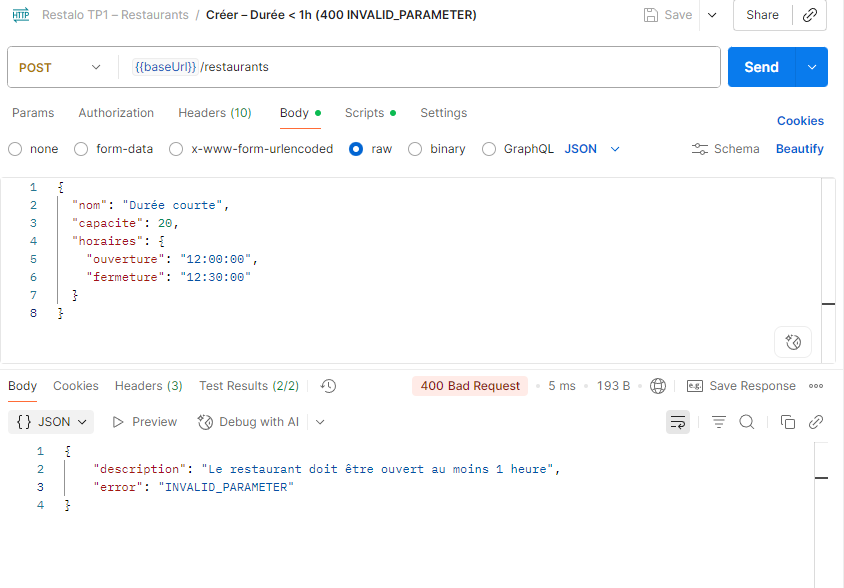 HTTP Restalo TP1 – Restaurants / Créer – Durée < 1h (400 INVALID_PARAMETER) Save Share
POST {{baseUrl}}/restaurants Send
Params Authorization Headers (10) Body Scripts Settings Cookies
none form-data x-www-form-urlencoded raw binary GraphQL JSON Schema Beautify
1 {
2 "nom": "Durée courte",
3 "capacite": 20,
4 "horaires": {
5 "ouverture": "12:00:00",
6 "fermeture": "12:30:00"
7 }
8 }
Body Cookies Headers (3) Test Results (2/2) 400 Bad Request • 5 ms • 193 B • e.g. Save Response
{} JSON Preview Debug with AI
1 {
2 "description": "Le restaurant doit être ouvert au moins 1 heure",
3 "error": "INVALID_PARAMETER"
4 }